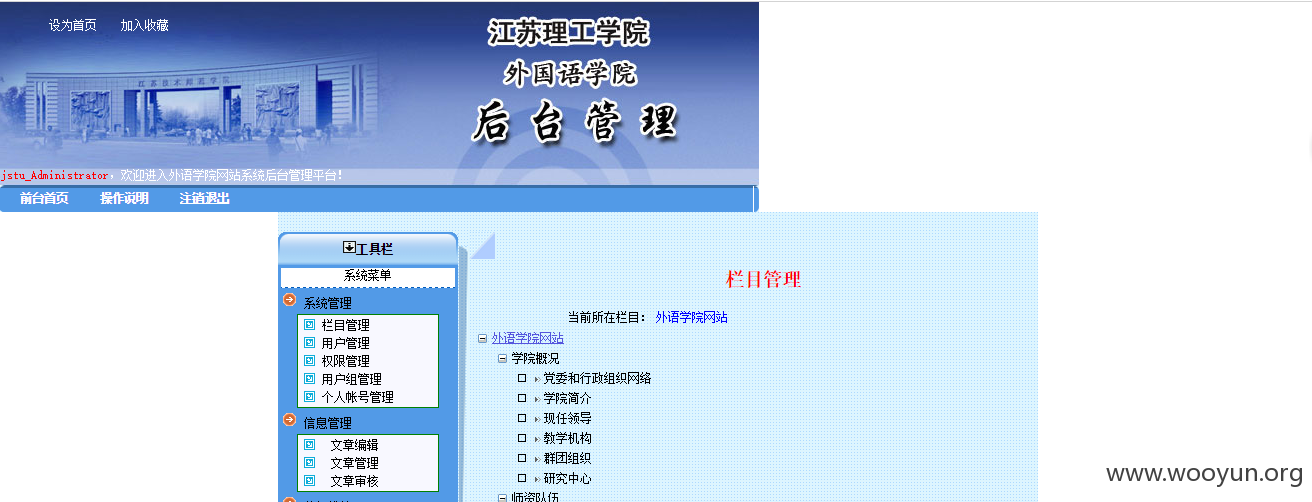 设为首页 加入收藏
江苏理工学院
外国语学院
后台管理
江苏技术师范学院
jstu_Administrator，欢迎进入外语学院网站系统后台管理平台！
前台首页 操作说明 注销退出
工具栏
系统菜单
系统管理
栏目管理
用户管理
权限管理
用户组管理
个人帐号管理
信息管理
文章编辑
文章管理
文章审核
栏目管理
当前所在栏目： 外语学院网站
外语学院网站
学院概况
党委和行政组织网络
学院简介
现任领导
教学机构
群团组织
研究中心
师资队伍
www.wooyun.org